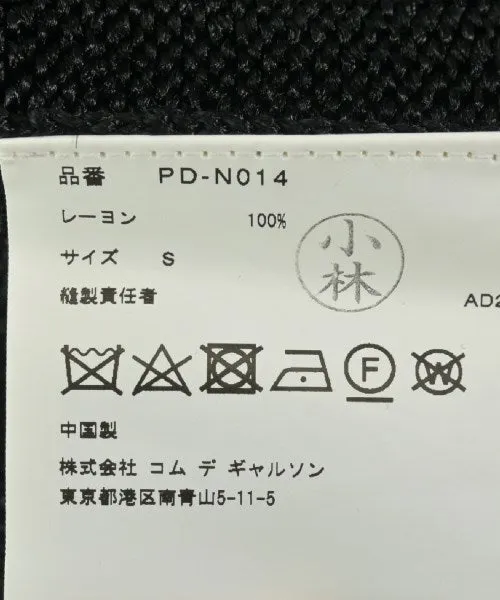 品番 PD-N014
レーヨン 100%
小林
サイズ S
縫製責任者
AD2
F W
中国製
株式会社 コム デ ギャルソン
東京都港区南青山5-11-5